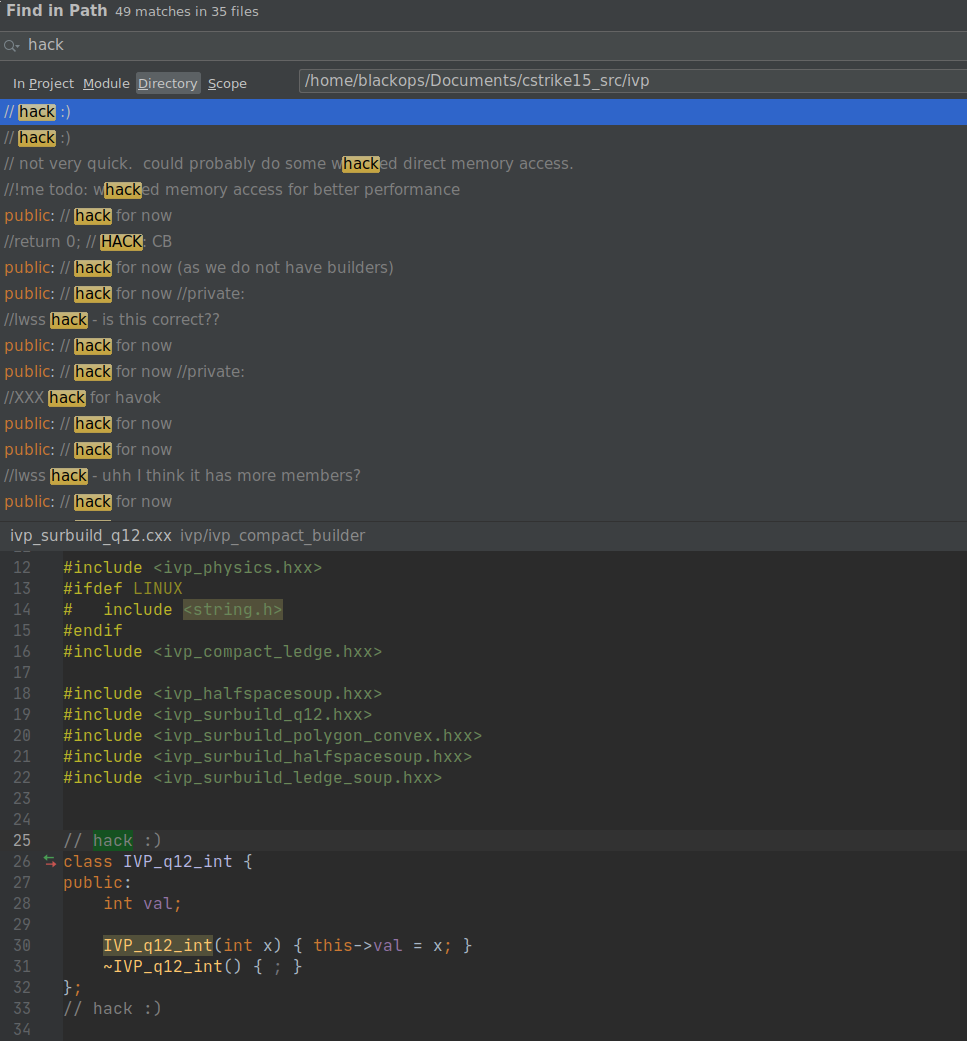 Find in Path 49 matches in 35 files
hack
In Project Module Directory Scope /home/blackops/Documents/cstrike15_src/ivp
// hack :)
// hack :)
// not very quick.  could probably do some whacked direct memory access.
//!me todo: whacked memory access for better performance
public: // hack for now
//return 0; // HACK: CB
public: // hack for now (as we do not have builders)
public: // hack for now //private:
//lwss hack - is this correct??
public: // hack for now
public: // hack for now //private:
//XXX hack for havok
public: // hack for now
public: // hack for now
//lwss hack - uhh I think it has more members?
public: // hack for now
ivp_surbuild_q12.cxx ivp/ivp_compact_builder
12 #include <ivp_physics.hxx>
13 #ifdef LINUX
14 #   include <string.h>
15 #endif
16 #include <ivp_compact_ledge.hxx>
17
18 #include <ivp_halfspacesoup.hxx>
19 #include <ivp_surbuild_q12.hxx>
20 #include <ivp_surbuild_polygon_convex.hxx>
21 #include <ivp_surbuild_halfspacesoup.hxx>
22 #include <ivp_surbuild_ledge_soup.hxx>
23
24
25 // hack :)
26 class IVP_q12_int {
27 public:
28     int val;
29
30     IVP_q12_int(int x) { this->val = x; }
31     ~IVP_q12_int() { ; }
32 };
33 // hack :)
34